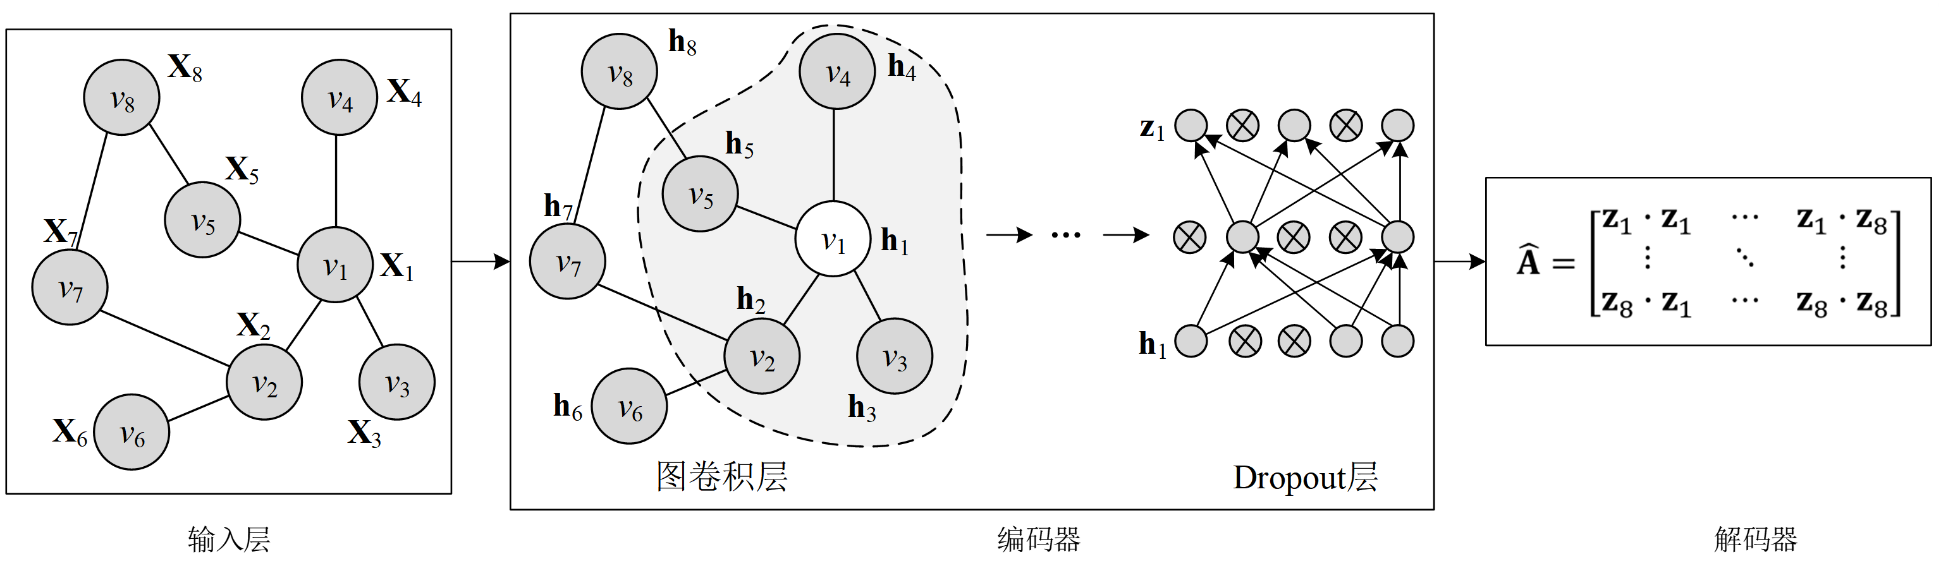 X8
v8
v4
X4
X5
v5
X7
v7
v1
X1
X2
v2
v3
X3
X6
v6
输入层
h8
v8
v4
h4
h5
v5
h7
v7
v1
h1
h2
v2
v3
h3
h6
v6
图卷积层
...
z1
h1
Dropout层
编码器
Â = [z1 · z1 ⋯ z1 · z8
⋮ ⋱ ⋮
z8 · z1 ⋯ z8 · z8]
解码器